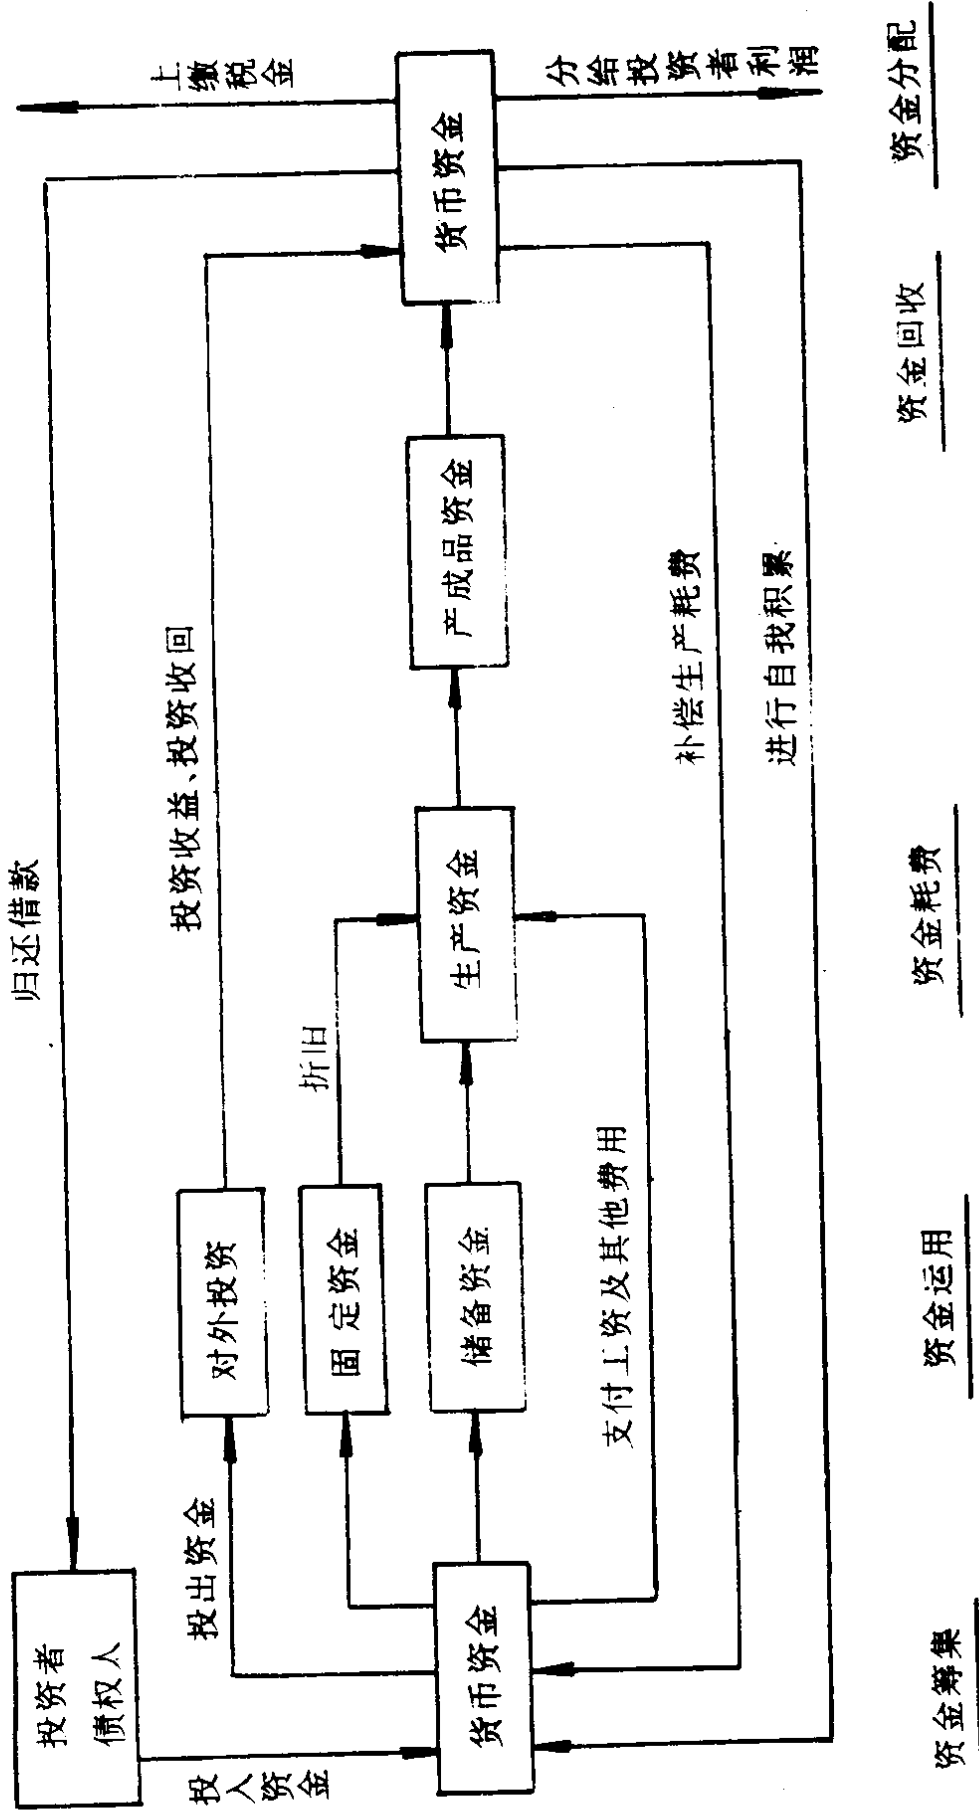 归还借款
投资者
债权人
投入资金
投出资金
对外投资
投资收益、投资收回
固定资金
折旧
货币资金
储备资金
生产资金
产成品资金
货币资金
上缴税金
分给投资者利润
支付工资及其他费用
补偿生产耗费
进行自我积累
资金筹集
资金运用
资金耗费
资金回收
资金分配